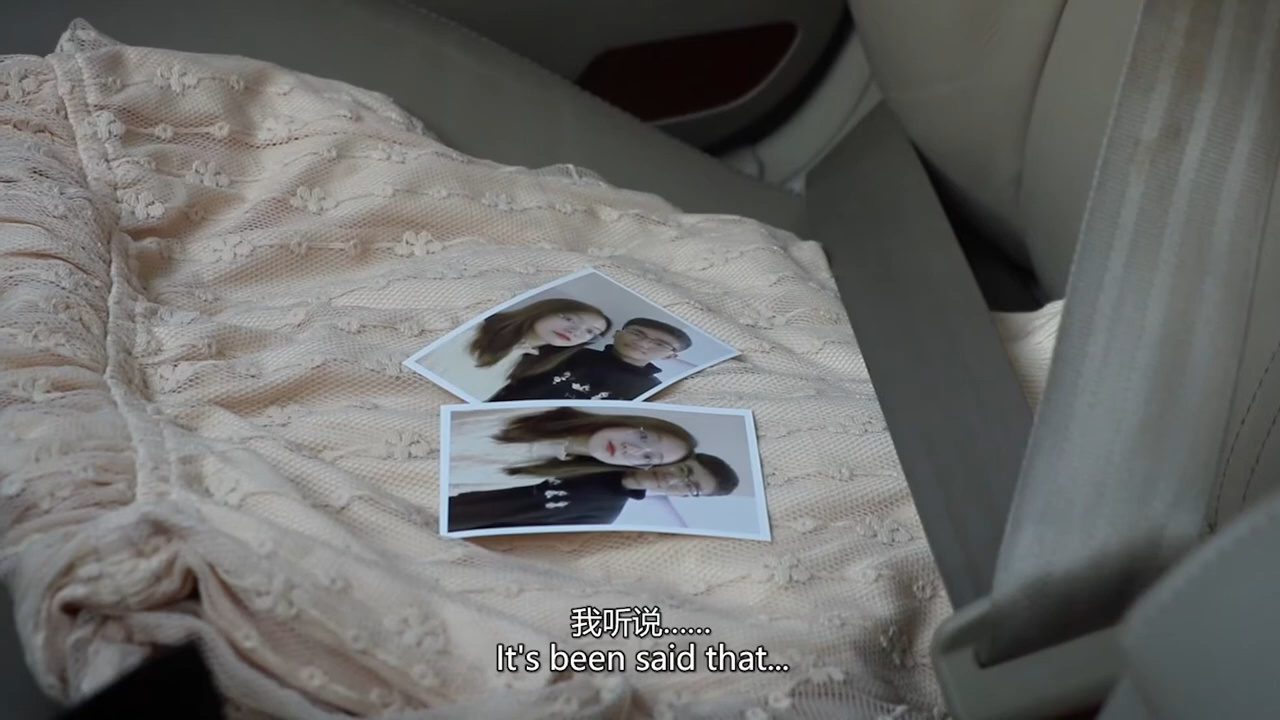 我听说......
It's been said that...